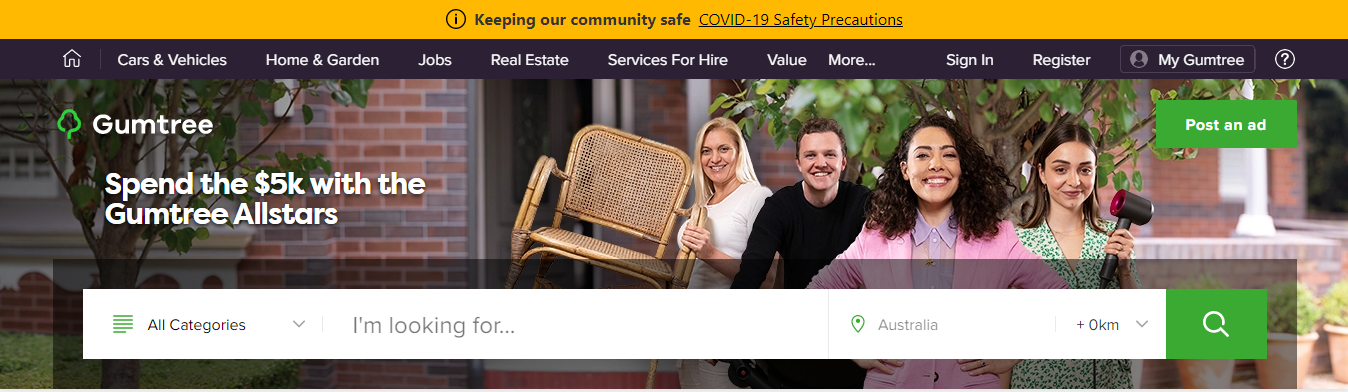 Keeping our community safe COVID-19 Safety Precautions
Cars & Vehicles Home & Garden Jobs Real Estate Services For Hire Value More... Sign In Register My Gumtree
Gumtree
Post an ad
Spend the $5k with the
Gumtree Allstars
All Categories I'm looking for... Australia + 0km